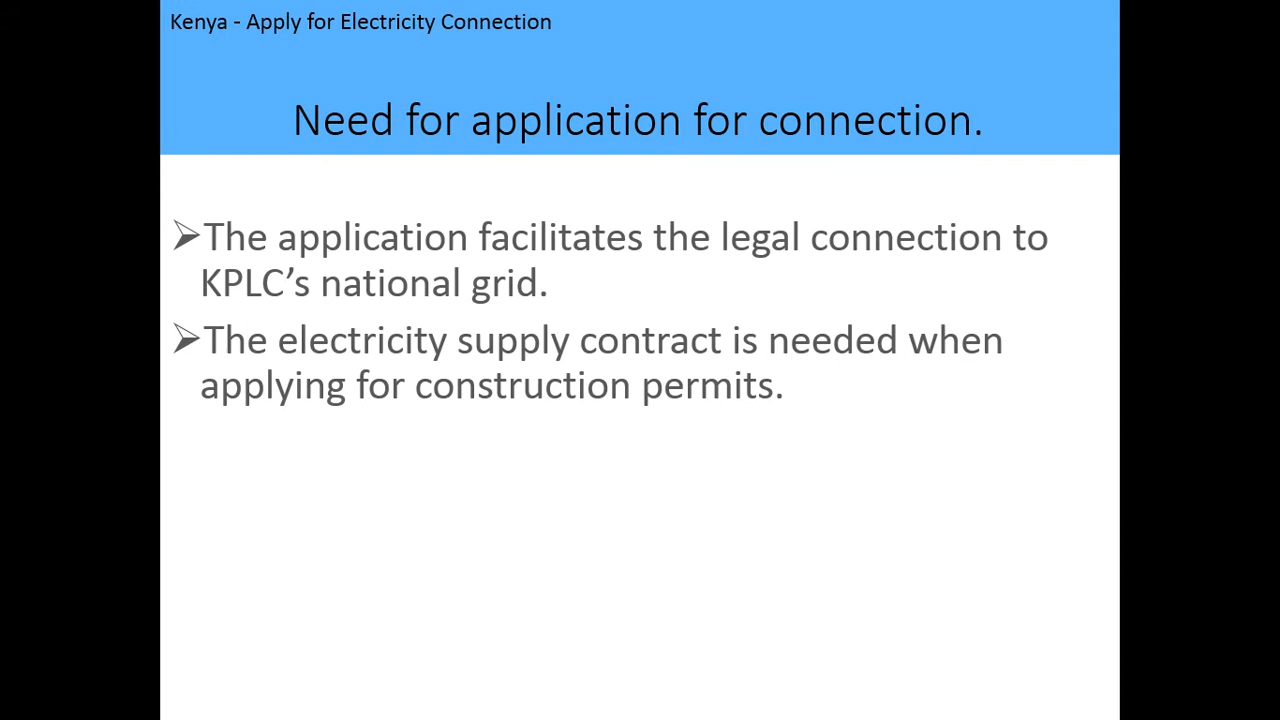 Kenya - Apply for Electricity Connection
Need for application for connection.
➢The application facilitates the legal connection to
KPLC’s national grid.
➢The electricity supply contract is needed when
applying for construction permits.